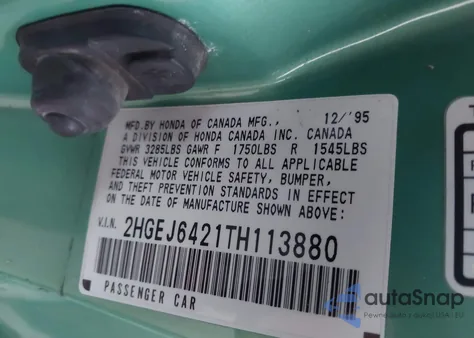 MFD.BY HONDA OF CANADA MFG., 12/'95
A DIVISION OF HONDA CANADA INC. CANADA
GVWR 3285LBS GAWR F 1750LBS R 1545LBS
THIS VEHICLE CONFORMS TO ALL APPLICABLE
FEDERAL MOTOR VEHICLE SAFETY, BUMPER,
AND THEFT PREVENTION STANDARDS IN EFFECT
ON THE DATE OF MANUFACTURE SHOWN ABOVE:
V.I.N. 2HGEJ6421TH113880
PASSENGER CAR
autoSnap